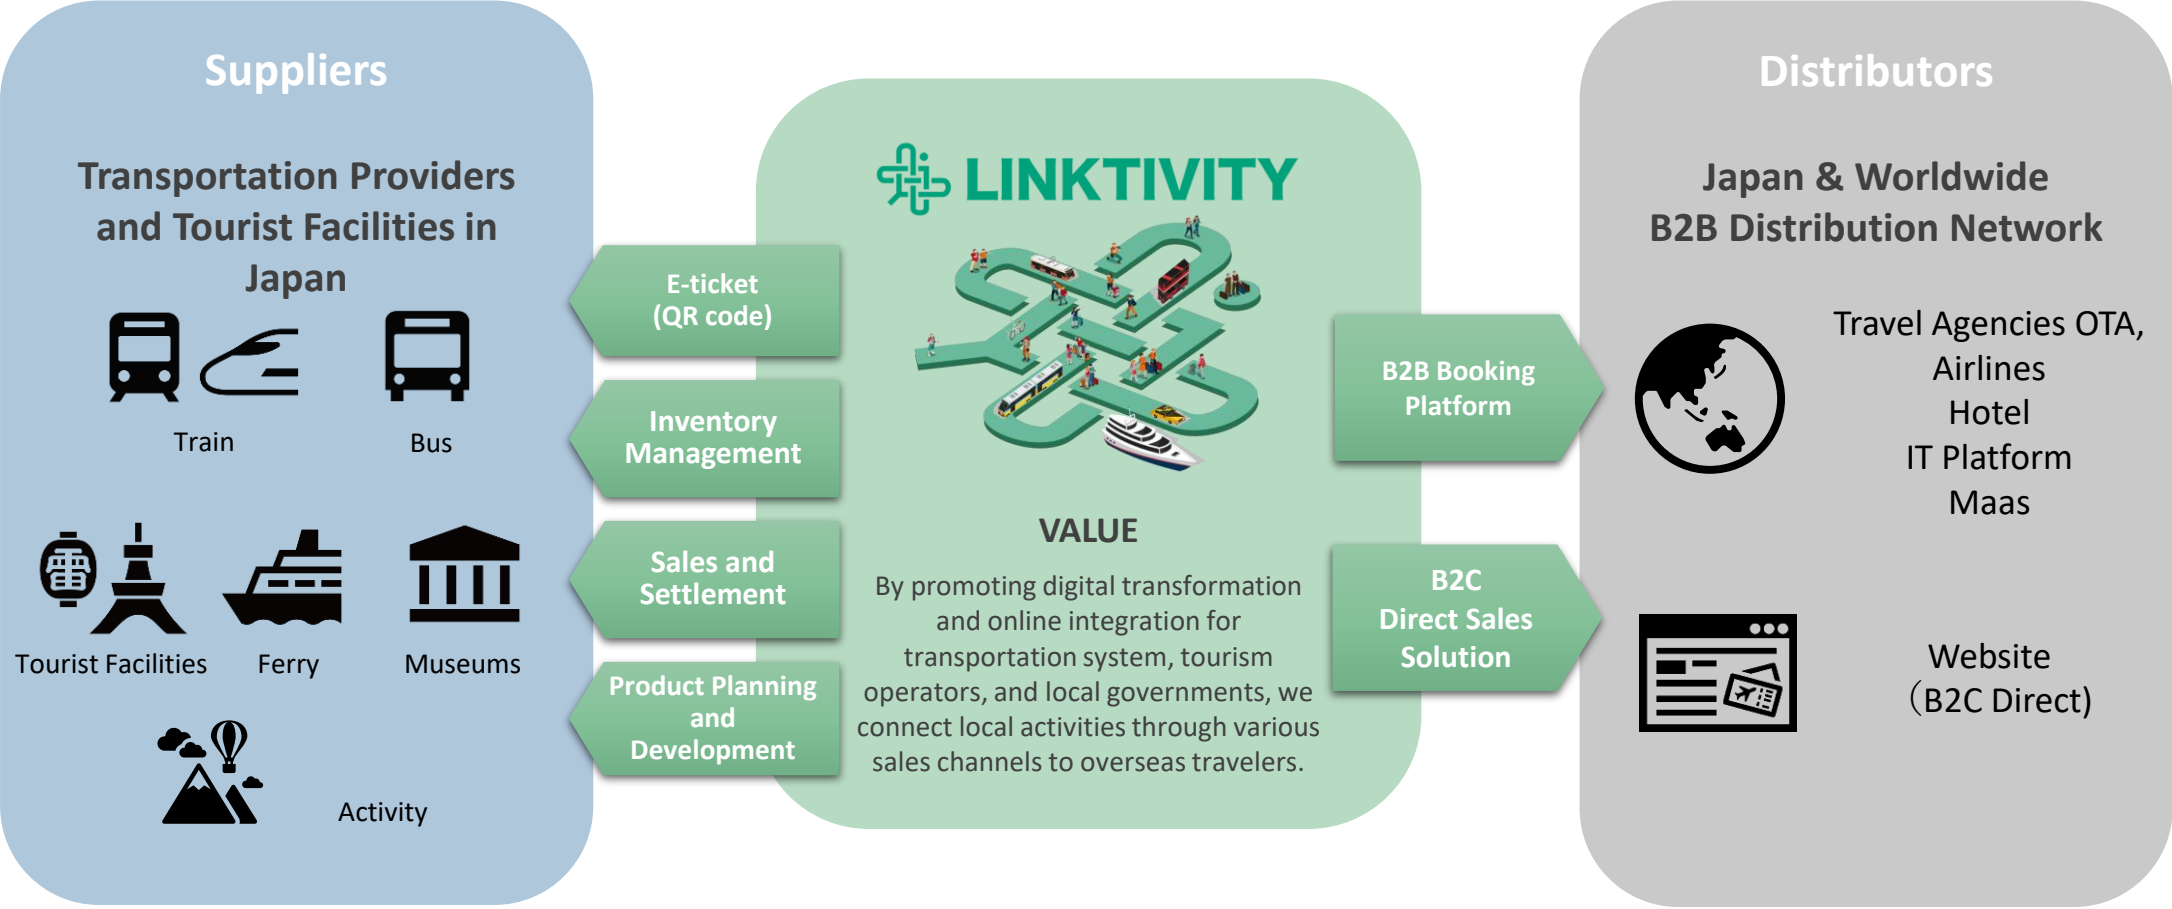 Suppliers
Transportation Providers
and Tourist Facilities in
Japan
Train
Bus
雷
Tourist Facilities
Ferry
Museums
Activity
E-ticket
(QR code)
Inventory
Management
Sales and
Settlement
Product Planning
and
Development
LINKTIVITY
VALUE
By promoting digital transformation
and online integration for
transportation system, tourism
operators, and local governments, we
connect local activities through various
sales channels to overseas travelers.
B2B Booking
Platform
B2C
Direct Sales
Solution
Distributors
Japan & Worldwide
B2B Distribution Network
Travel Agencies OTA,
Airlines
Hotel
IT Platform
Maas
Website
（B2C Direct)